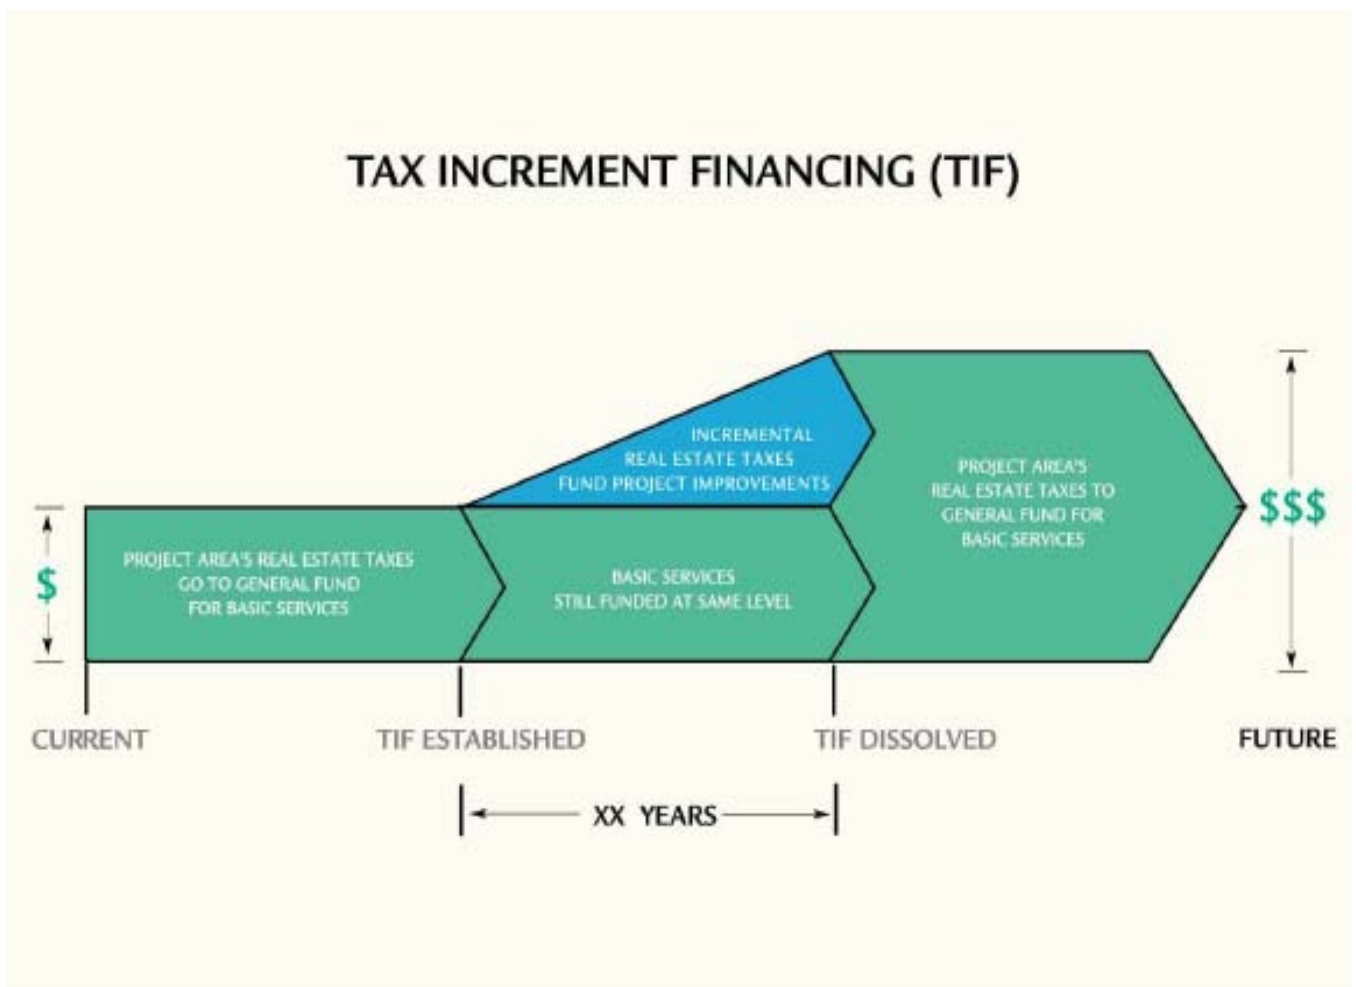 TAX INCREMENT FINANCING (TIF)
INCREMENTAL
REAL ESTATE TAXES
FUND PROJECT IMPROVEMENTS
PROJECT AREA'S
REAL ESTATE TAXES TO
GENERAL FUND FOR
BASIC SERVICES
$$$
$
PROJECT AREA'S REAL ESTATE TAXES
GO TO GENERAL FUND
FOR BASIC SERVICES
BASIC SERVICES
STILL FUNDED AT SAME LEVEL
CURRENT
TIF ESTABLISHED
TIF DISSOLVED
FUTURE
XX YEARS